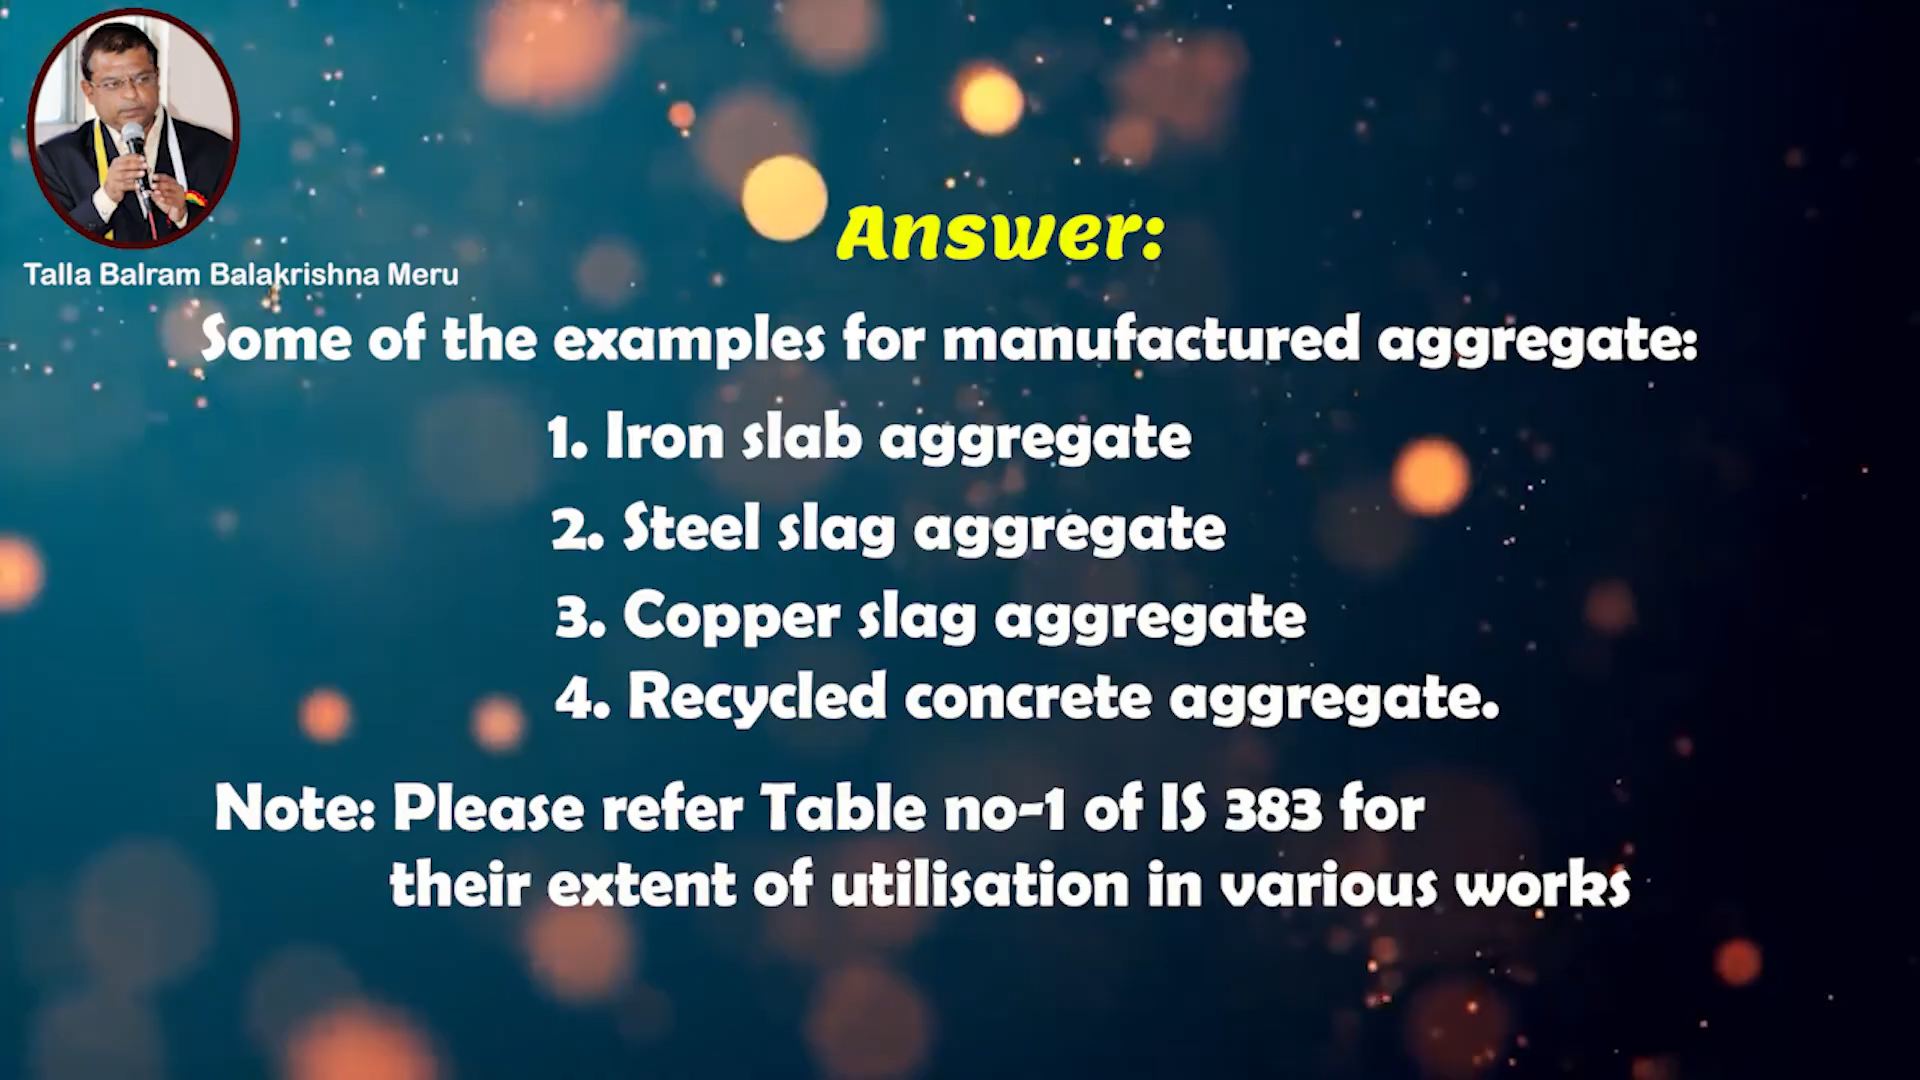 Talla Balram Balakrishna Meru
Answer:
Some of the examples for manufactured aggregate:
1. Iron slab aggregate
2. Steel slag aggregate
3. Copper slag aggregate
4. Recycled concrete aggregate.
Note: Please refer Table no-1 of IS 383 for
their extent of utilisation in various works